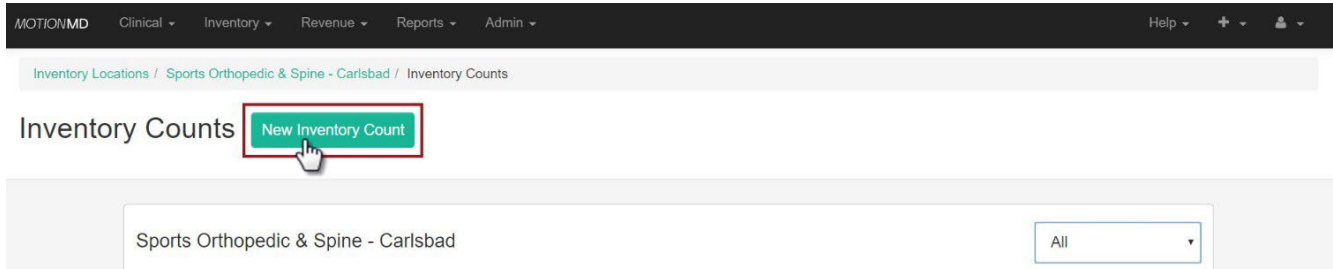 MOTIONMD Clinical Inventory Revenue Reports Admin Help
Inventory Locations / Sports Orthopedic & Spine - Carlsbad / Inventory Counts
Inventory Counts New Inventory Count
Sports Orthopedic & Spine - Carlsbad All